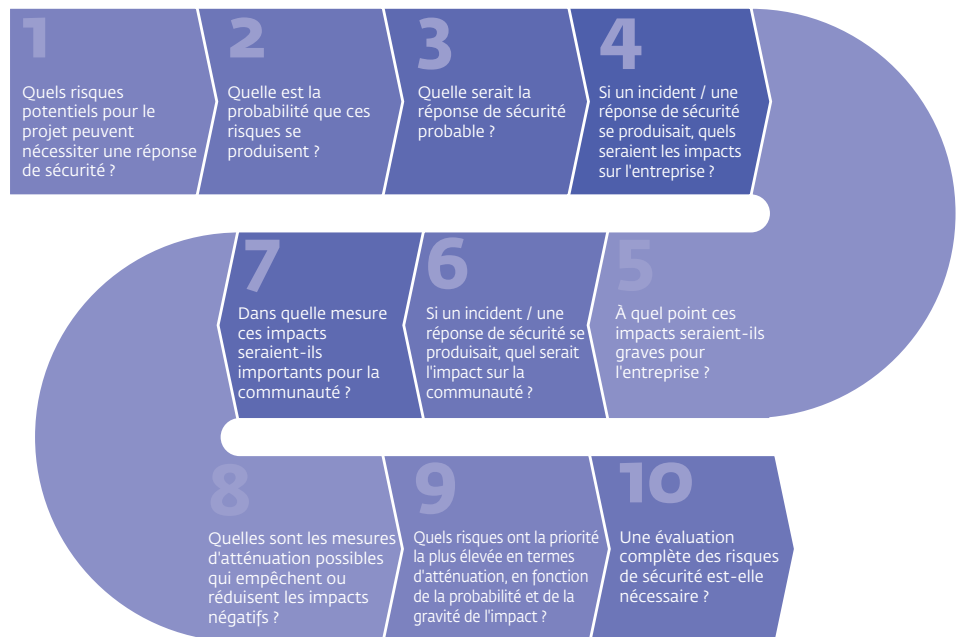 1
Quels risques
potentiels pour le
projet peuvent
nécessiter une réponse
de sécurité ?
2
Quelle est la
probabilité que ces
risques se
produisent ?
3
Quelle serait la
réponse de sécurité
probable ?
4
Si un incident / une
réponse de sécurité
se produisait, quels
seraient les impacts
sur l'entreprise ?
5
À quel point ces
impacts seraient-ils
graves pour
l'entreprise ?
6
Si un incident / une
réponse de sécurité se
produisait, quel serait
l'impact sur la
communauté ?
7
Dans quelle mesure
ces impacts
seraient-ils
importants pour la
communauté ?
8
Quelles sont les mesures
d'atténuation possibles
qui empêchent ou
réduisent les impacts
négatifs ?
9
Quels risques ont la priorité
la plus élevée en termes
d'atténuation, en fonction
de la probabilité et de la
gravité de l'impact ?
10
Une évaluation
complète des risques
de sécurité est-elle
nécessaire ?